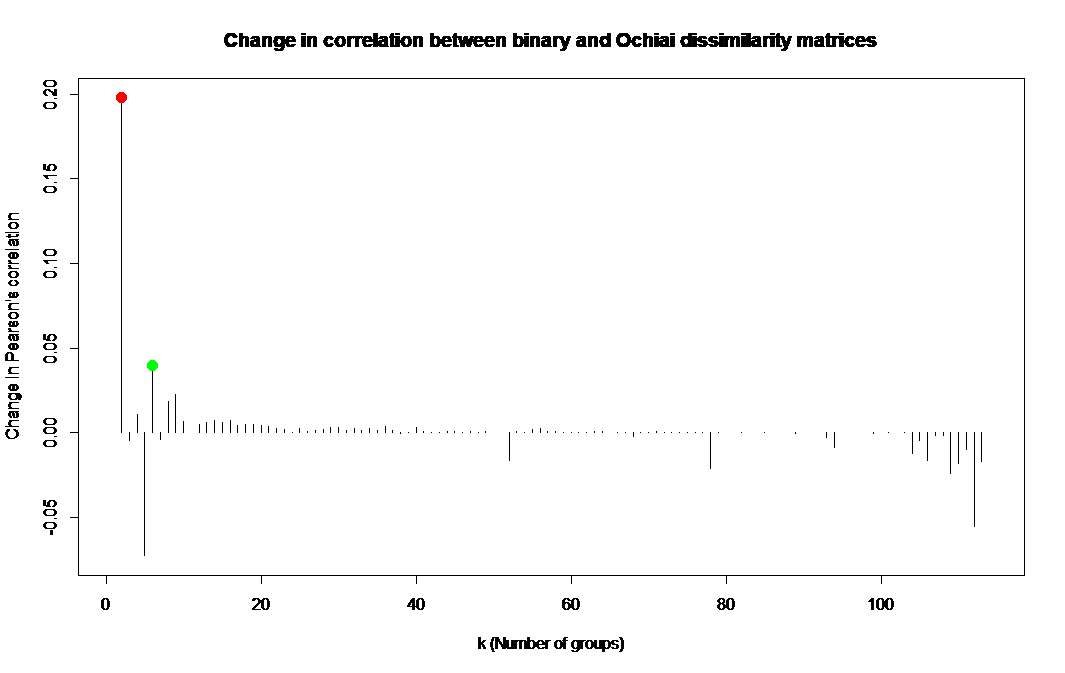 Change in correlation between binary and Ochiai dissimilarity matrices
Change in Pearson's correlation
0.20
0.15
0.10
0.05
0.00
-0.05
0 20 40 60 80 100
k (Number of groups)